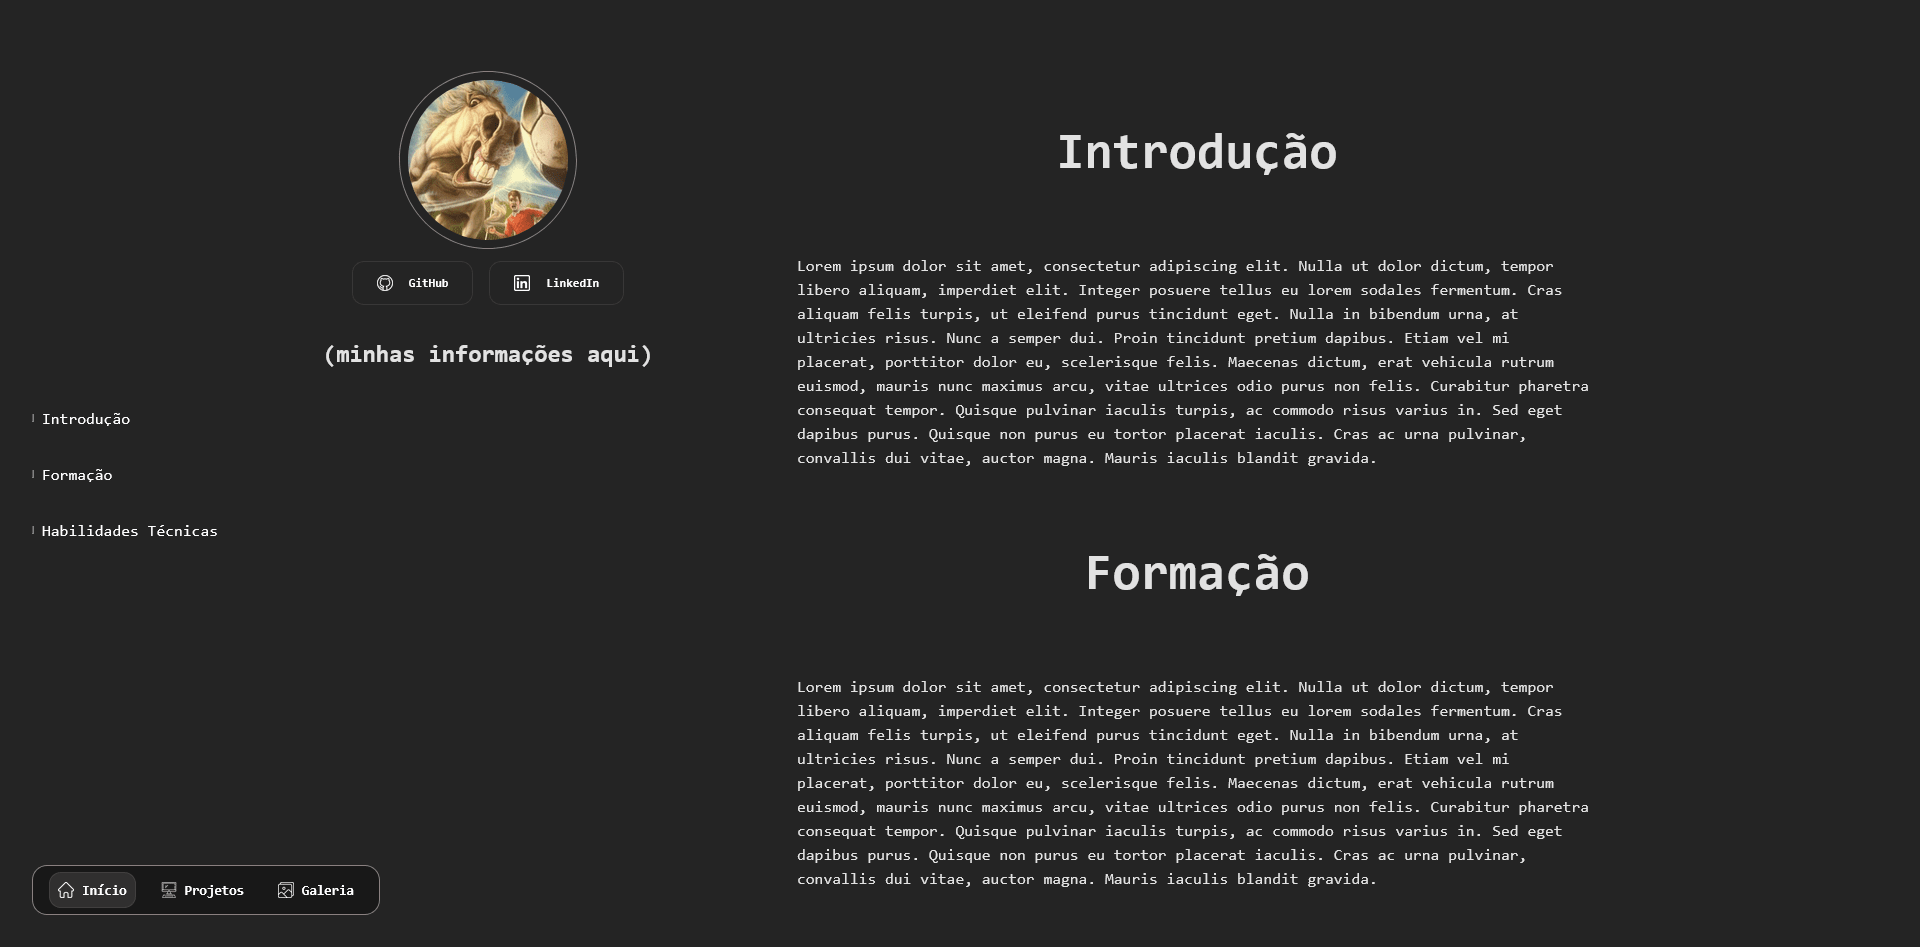 GitHub
LinkedIn
(minhas informações aqui)
Introdução
Formação
Habilidades Técnicas
Início
Projetos
Galeria
Introdução
Lorem ipsum dolor sit amet, consectetur adipiscing elit. Nulla ut dolor dictum, tempor
libero aliquam, imperdiet elit. Integer posuere tellus eu lorem sodales fermentum. Cras
aliquam felis turpis, ut eleifend purus tincidunt eget. Nulla in bibendum urna, at
ultricies risus. Nunc a semper dui. Proin tincidunt pretium dapibus. Etiam vel mi
placerat, porttitor dolor eu, scelerisque felis. Maecenas dictum, erat vehicula rutrum
euismod, mauris nunc maximus arcu, vitae ultrices odio purus non felis. Curabitur pharetra
consequat tempor. Quisque pulvinar iaculis turpis, ac commodo risus varius in. Sed eget
dapibus purus. Quisque non purus eu tortor placerat iaculis. Cras ac urna pulvinar,
convallis dui vitae, auctor magna. Mauris iaculis blandit gravida.
Formação
Lorem ipsum dolor sit amet, consectetur adipiscing elit. Nulla ut dolor dictum, tempor
libero aliquam, imperdiet elit. Integer posuere tellus eu lorem sodales fermentum. Cras
aliquam felis turpis, ut eleifend purus tincidunt eget. Nulla in bibendum urna, at
ultricies risus. Nunc a semper dui. Proin tincidunt pretium dapibus. Etiam vel mi
placerat, porttitor dolor eu, scelerisque felis. Maecenas dictum, erat vehicula rutrum
euismod, mauris nunc maximus arcu, vitae ultrices odio purus non felis. Curabitur pharetra
consequat tempor. Quisque pulvinar iaculis turpis, ac commodo risus varius in. Sed eget
dapibus purus. Quisque non purus eu tortor placerat iaculis. Cras ac urna pulvinar,
convallis dui vitae, auctor magna. Mauris iaculis blandit gravida.